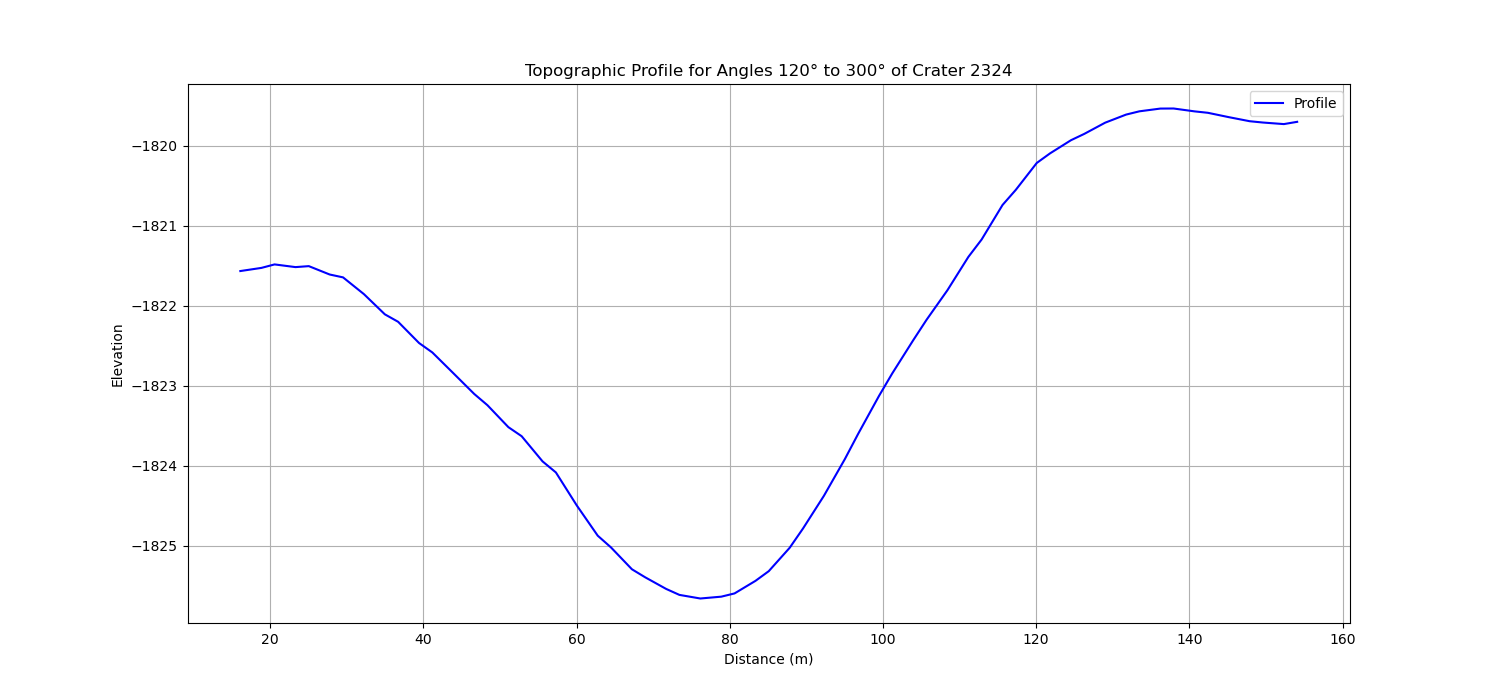 Topographic Profile for Angles 120° to 300° of Crater 2324
Profile
−1820
−1821
−1822
−1823
−1824
−1825
Elevation
20 40 60 80 100 120 140 160
Distance (m)